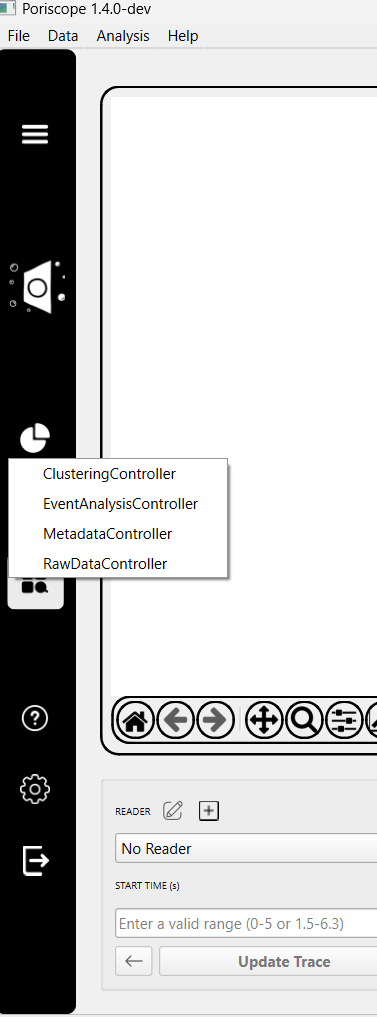 Poriscope 1.4.0-dev
File Data Analysis Help
ClusteringController
EventAnalysisController
MetadataController
RawDataController
READER
No Reader
START TIME (s)
Enter a valid range (0-5 or 1.5-6.3)
Update Trace